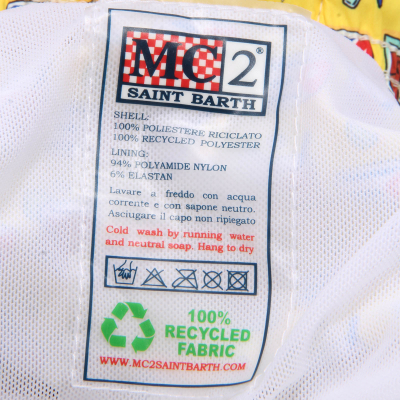 MC2®
SAINT BARTH
SHELL:
100% POLIESTERE RICICLATO
100% RECYCLED POLYESTER
LINING:
94% POLYAMIDE NYLON
6% ELASTAN
Lavare a freddo con acqua
corrente e con sapone neutro.
Asciugare il capo non ripiegato
Cold wash by running water
and neutral soap. Hang to dry
100%
RECYCLED
FABRIC
WWW.MC2SAINTBARTH.COM